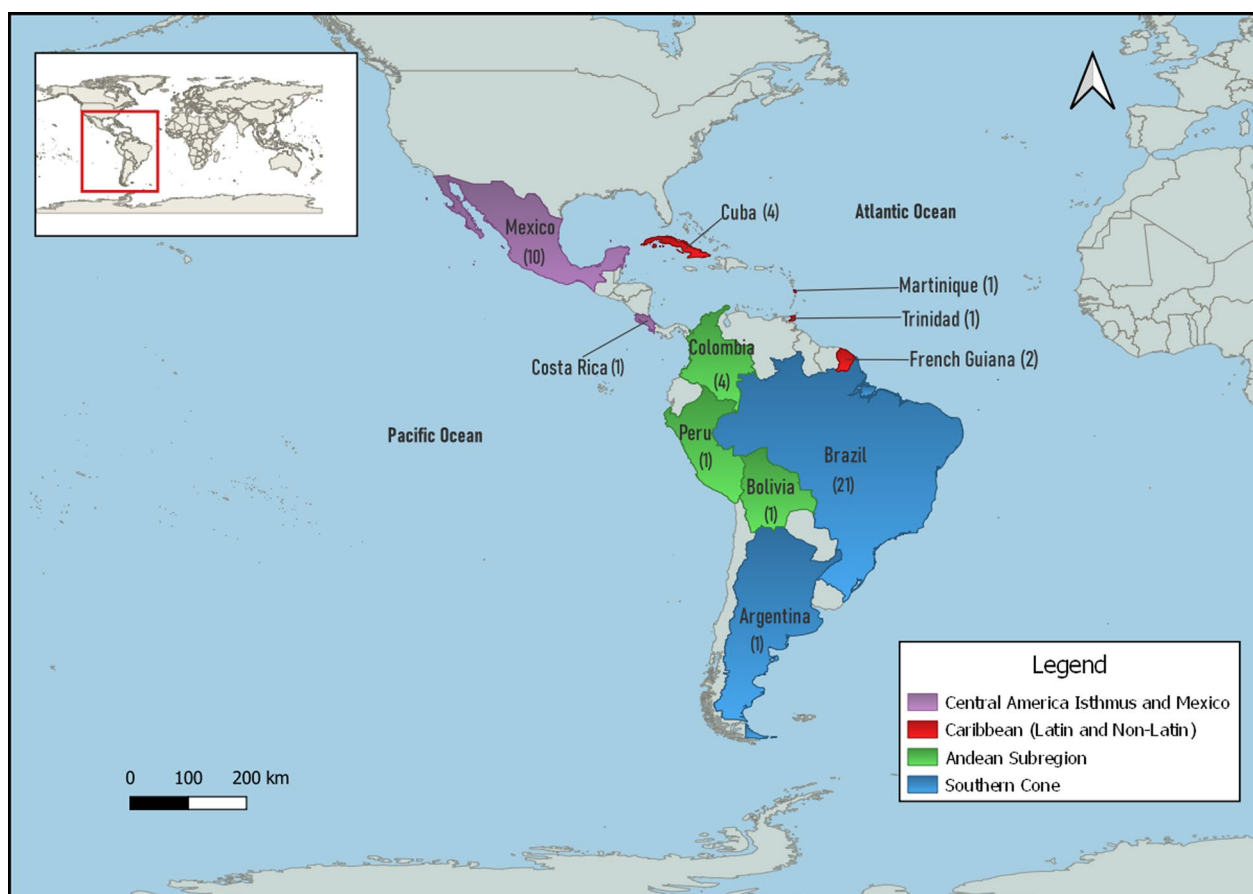 Mexico
(10)
Cuba (4)
Atlantic Ocean
Martinique (1)
Trinidad (1)
French Guiana (2)
Costa Rica (1)
Colombia
(4)
Pacific Ocean
Peru
(1)
Brazil
(21)
Bolivia
(1)
Argentina
(1)
Legend
Central America Isthmus and Mexico
Caribbean (Latin and Non-Latin)
Andean Subregion
Southern Cone
0 100 200 km